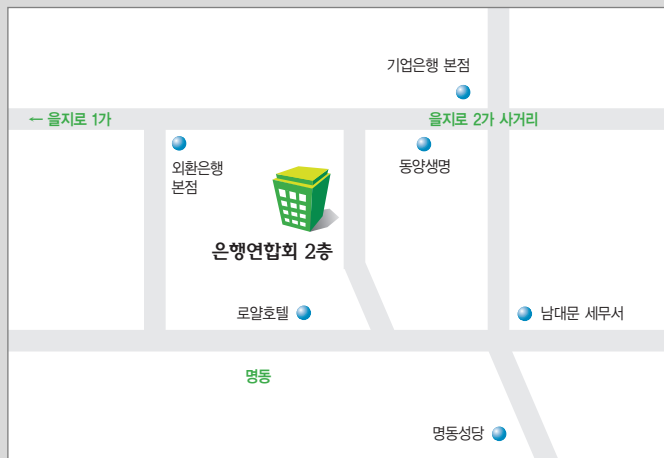 기업은행 본점
← 을지로 1가
을지로 2가 사거리
외환은행
본점
동양생명
은행연합회 2층
로얄호텔
남대문 세무서
명동
명동성당